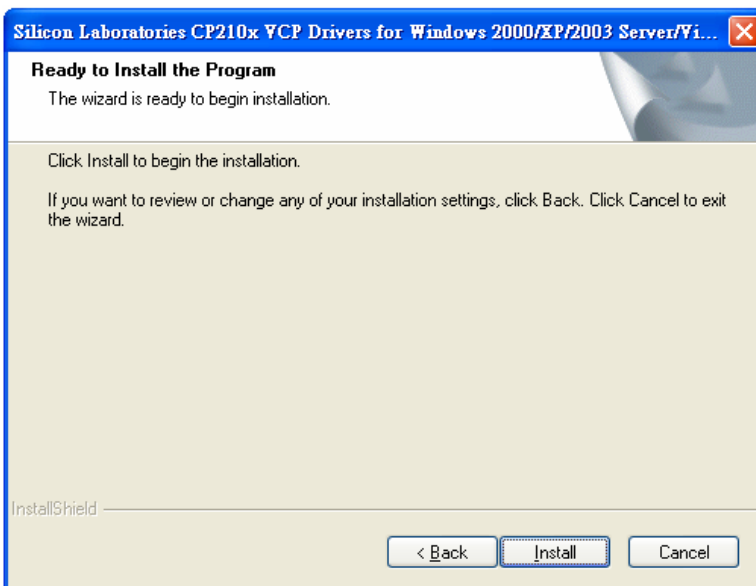 Silicon Laboratories CP210x VCP Drivers for Windows 2000/XP/2003 Server/Vi...
Ready to Install the Program
The wizard is ready to begin installation.
Click Install to begin the installation.
If you want to review or change any of your installation settings, click Back. Click Cancel to exit
the wizard.
InstallShield
< Back
Install
Cancel